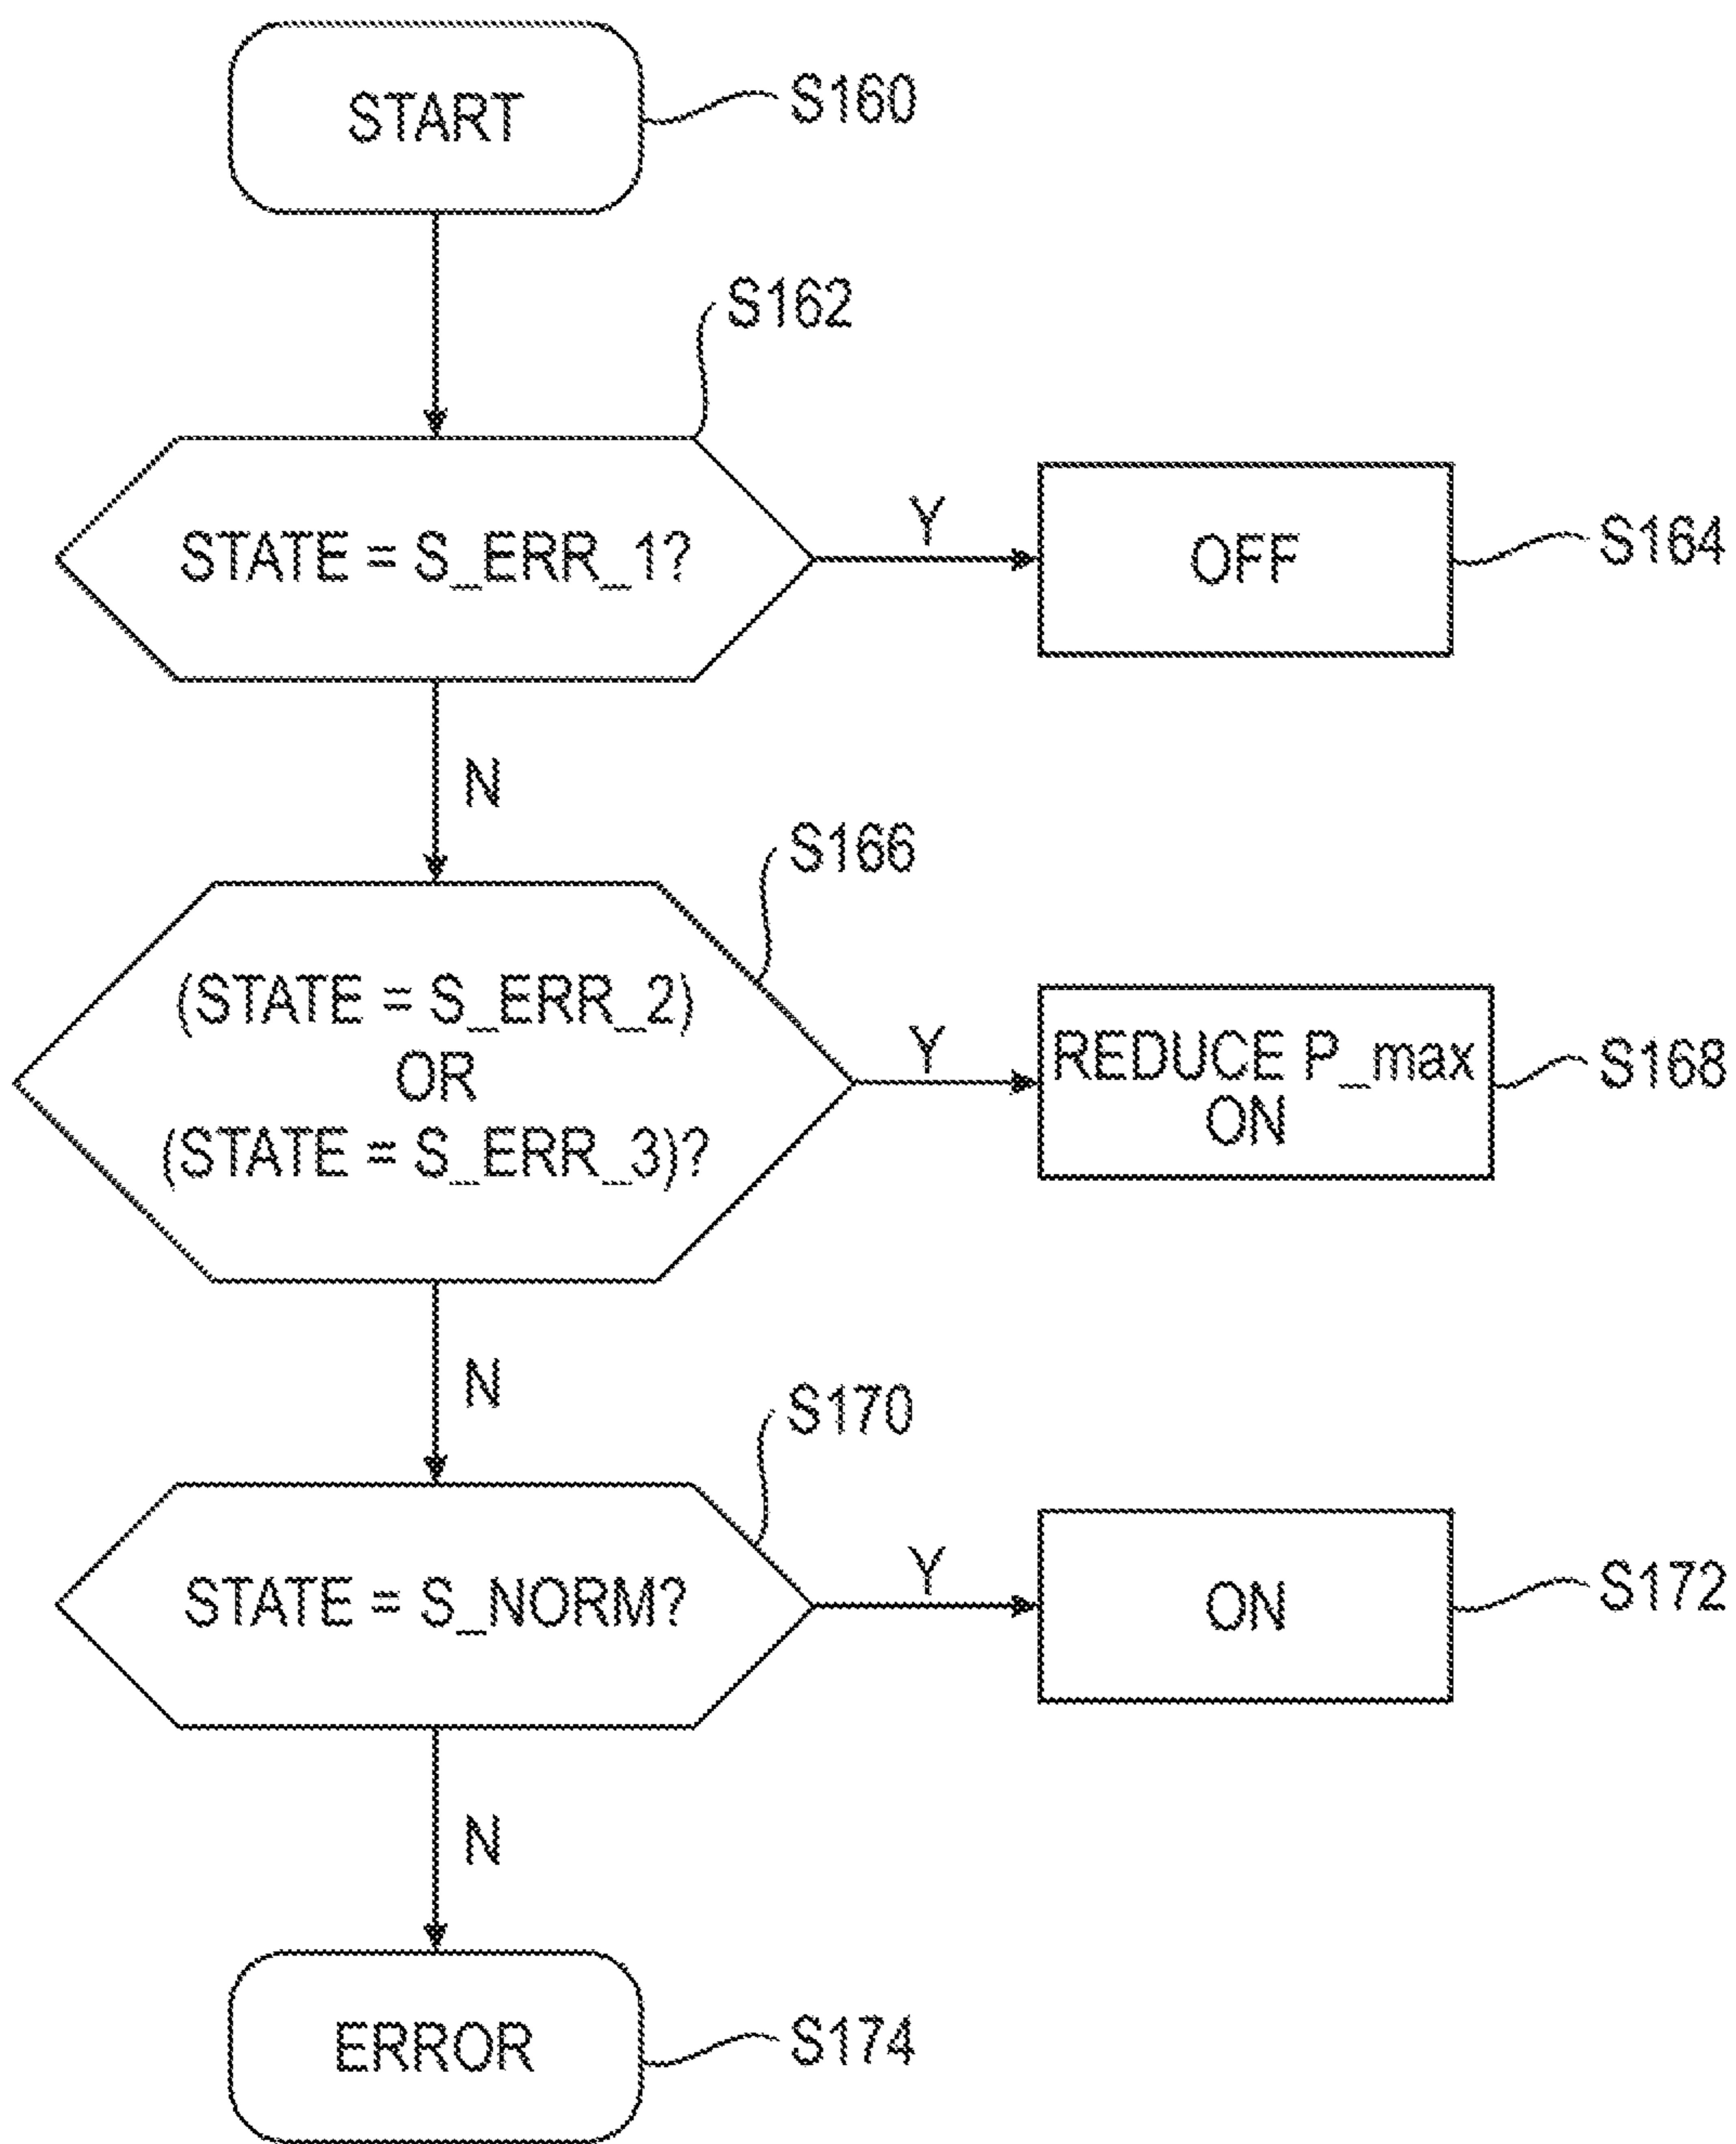 START
S160
S162
STATE = S_ERR_1?
Y
OFF
S164
N
S166
(STATE = S_ERR_2)
OR
(STATE = S_ERR_3)?
Y
REDUCE P_max
ON
S168
N
S170
STATE = S_NORM?
Y
ON
S172
N
ERROR
S174